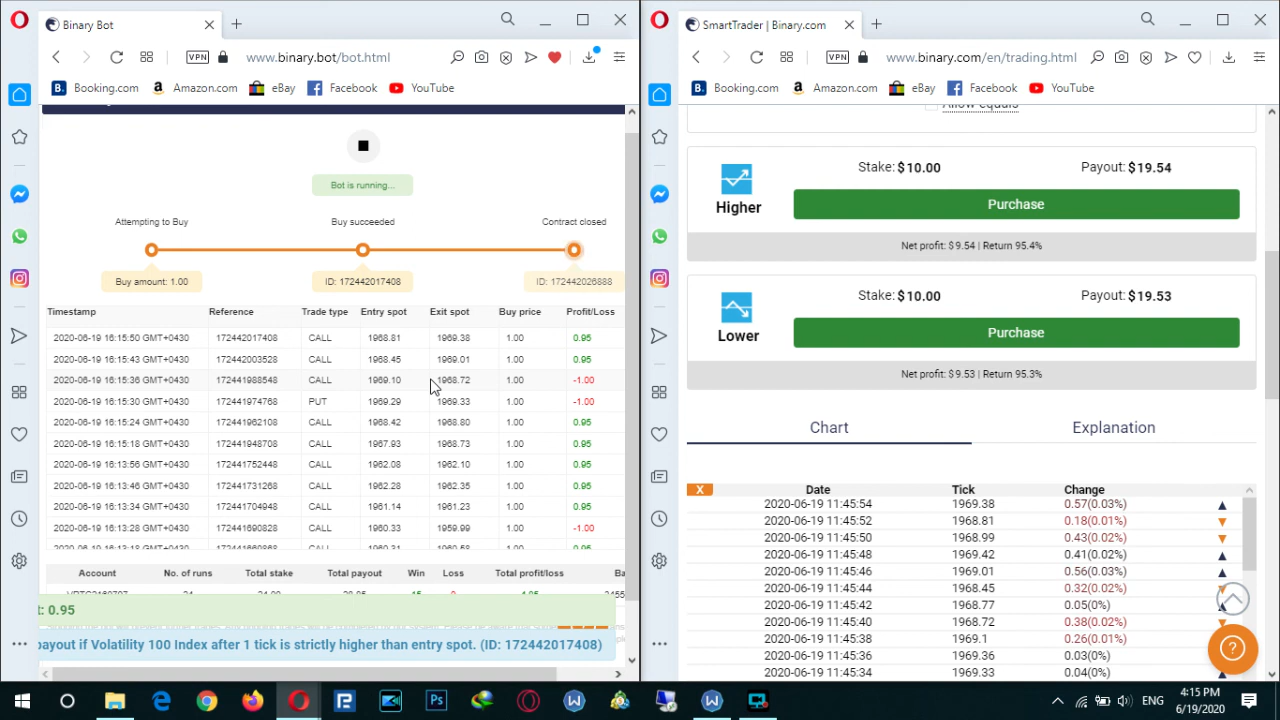 Binary Bot
www.binary.bot/bot.html
VPN
B. Booking.com
Amazon.com
eBay
Facebook
YouTube
Bot is running...
Attempting to Buy Buy succeeded Contract closed
Buy amount: 1.00 ID: 172442017408 ID: 172442026888
Timestamp Reference Trade type Entry spot Exit spot Buy price Profit/Loss
2020-06-19 16:15:50 GMT+0430 172442017408 CALL 1968.81 1969.38 1.00 0.95
2020-06-19 16:15:43 GMT+0430 172442003528 CALL 1968.45 1969.01 1.00 0.95
2020-06-19 16:15:36 GMT+0430 172441988548 CALL 1969.10 1968.72 1.00 -1.00
2020-06-19 16:15:30 GMT+0430 172441974768 PUT 1969.29 1969.33 1.00 -1.00
2020-06-19 16:15:24 GMT+0430 172441962108 CALL 1968.42 1968.80 1.00 0.95
2020-06-19 16:15:18 GMT+0430 172441948708 CALL 1967.93 1968.73 1.00 0.95
2020-06-19 16:13:56 GMT+0430 172441752448 CALL 1962.08 1962.10 1.00 0.95
2020-06-19 16:13:46 GMT+0430 172441731268 CALL 1962.28 1962.35 1.00 0.95
2020-06-19 16:13:34 GMT+0430 172441704948 CALL 1961.14 1961.23 1.00 0.95
2020-06-19 16:13:28 GMT+0430 172441690828 CALL 1960.33 1959.99 1.00 -1.00
2020-06-19 16:13:18 GMT+0430 172441660868 CALL 1960.31 1960.58 1.00 0.95
Account No. of runs Total stake Total payout Win Loss Total profit/loss Ba
t: 0.95
payout if Volatility 100 Index after 1 tick is strictly higher than entry spot. (ID: 172442017408)
SmartTrader | Binary.com
VPN
www.binary.com/en/trading.html
B. Booking.com
Amazon.com
eBay
Facebook
YouTube
Allow equals
Stake: $10.00 Payout: $19.54
Higher
Purchase
Net profit: $9.54 | Return 95.4%
Stake: $10.00 Payout: $19.53
Lower
Purchase
Net profit: $9.53 | Return 95.3%
Chart Explanation
X Date Tick Change
2020-06-19 11:45:54 1969.38 0.57(0.03%)
2020-06-19 11:45:52 1968.81 0.18(0.01%)
2020-06-19 11:45:50 1968.99 0.43(0.02%)
2020-06-19 11:45:48 1969.42 0.41(0.02%)
2020-06-19 11:45:46 1969.01 0.56(0.03%)
2020-06-19 11:45:44 1968.45 0.32(0.02%)
2020-06-19 11:45:42 1968.77 0.05(0%)
2020-06-19 11:45:40 1968.72 0.38(0.02%)
2020-06-19 11:45:38 1969.1 0.26(0.01%)
2020-06-19 11:45:36 1969.36 0.03(0%)
2020-06-19 11:45:34 1969.33 0.04(0%)
?
ENG
4:15 PM
6/19/2020